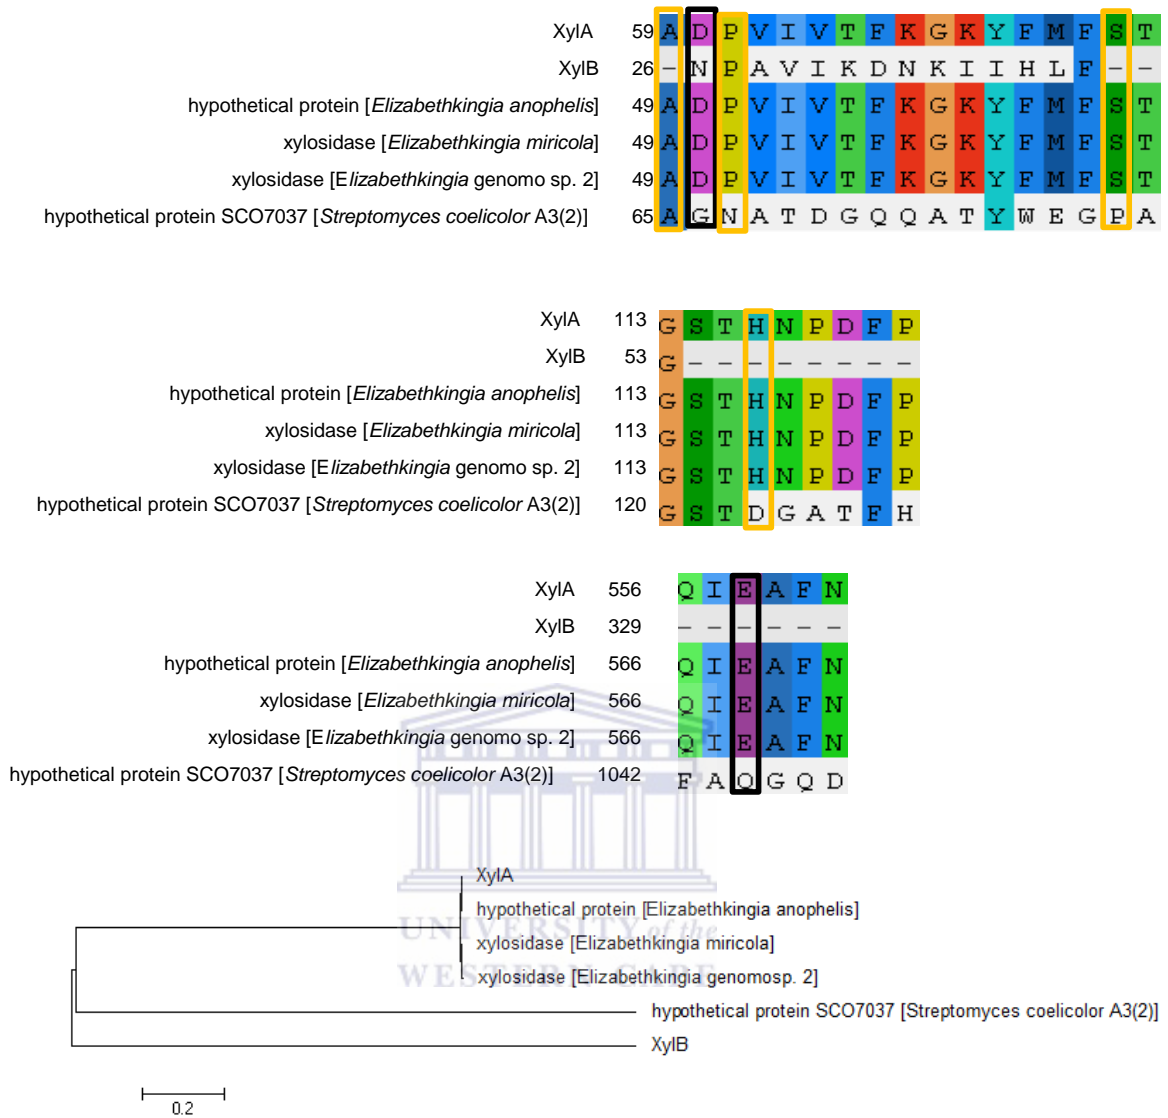 XylA 59 A D P V I V T F K G K Y F M F S T
XylB 26 - N P A V I K D N K I I H L F - -
hypothetical protein [Elizabethkingia anophelis] 49 A D P V I V T F K G K Y F M F S T
xylosidase [Elizabethkingia miricola] 49 A D P V I V T F K G K Y F M F S T
xylosidase [Elizabethkingia genomo sp. 2] 49 A D P V I V T F K G K Y F M F S T
hypothetical protein SCO7037 [Streptomyces coelicolor A3(2)] 65 A G N A T D G Q Q A T Y W E G P A
XylA 113 G S T H N P D F P
XylB 53 G - - - - - - - -
hypothetical protein [Elizabethkingia anophelis] 113 G S T H N P D F P
xylosidase [Elizabethkingia miricola] 113 G S T H N P D F P
xylosidase [Elizabethkingia genomo sp. 2] 113 G S T H N P D F P
hypothetical protein SCO7037 [Streptomyces coelicolor A3(2)] 120 G S T D G A T F H
XylA 556 Q I E A F N
XylB 329 - - - - - -
hypothetical protein [Elizabethkingia anophelis] 566 Q I E A F N
xylosidase [Elizabethkingia miricola] 566 Q I E A F N
xylosidase [Elizabethkingia genomo sp. 2] 566 Q I E A F N
hypothetical protein SCO7037 [Streptomyces coelicolor A3(2)] 1042 F A Q G Q D
XylA
hypothetical protein [Elizabethkingia anophelis]
UNIVERSITY of the
xylosidase [Elizabethkingia miricola]
WESTERN CAPE
xylosidase [Elizabethkingia genomosp. 2]
hypothetical protein SCO7037 [Streptomyces coelicolor A3(2)]
XylB
0.2